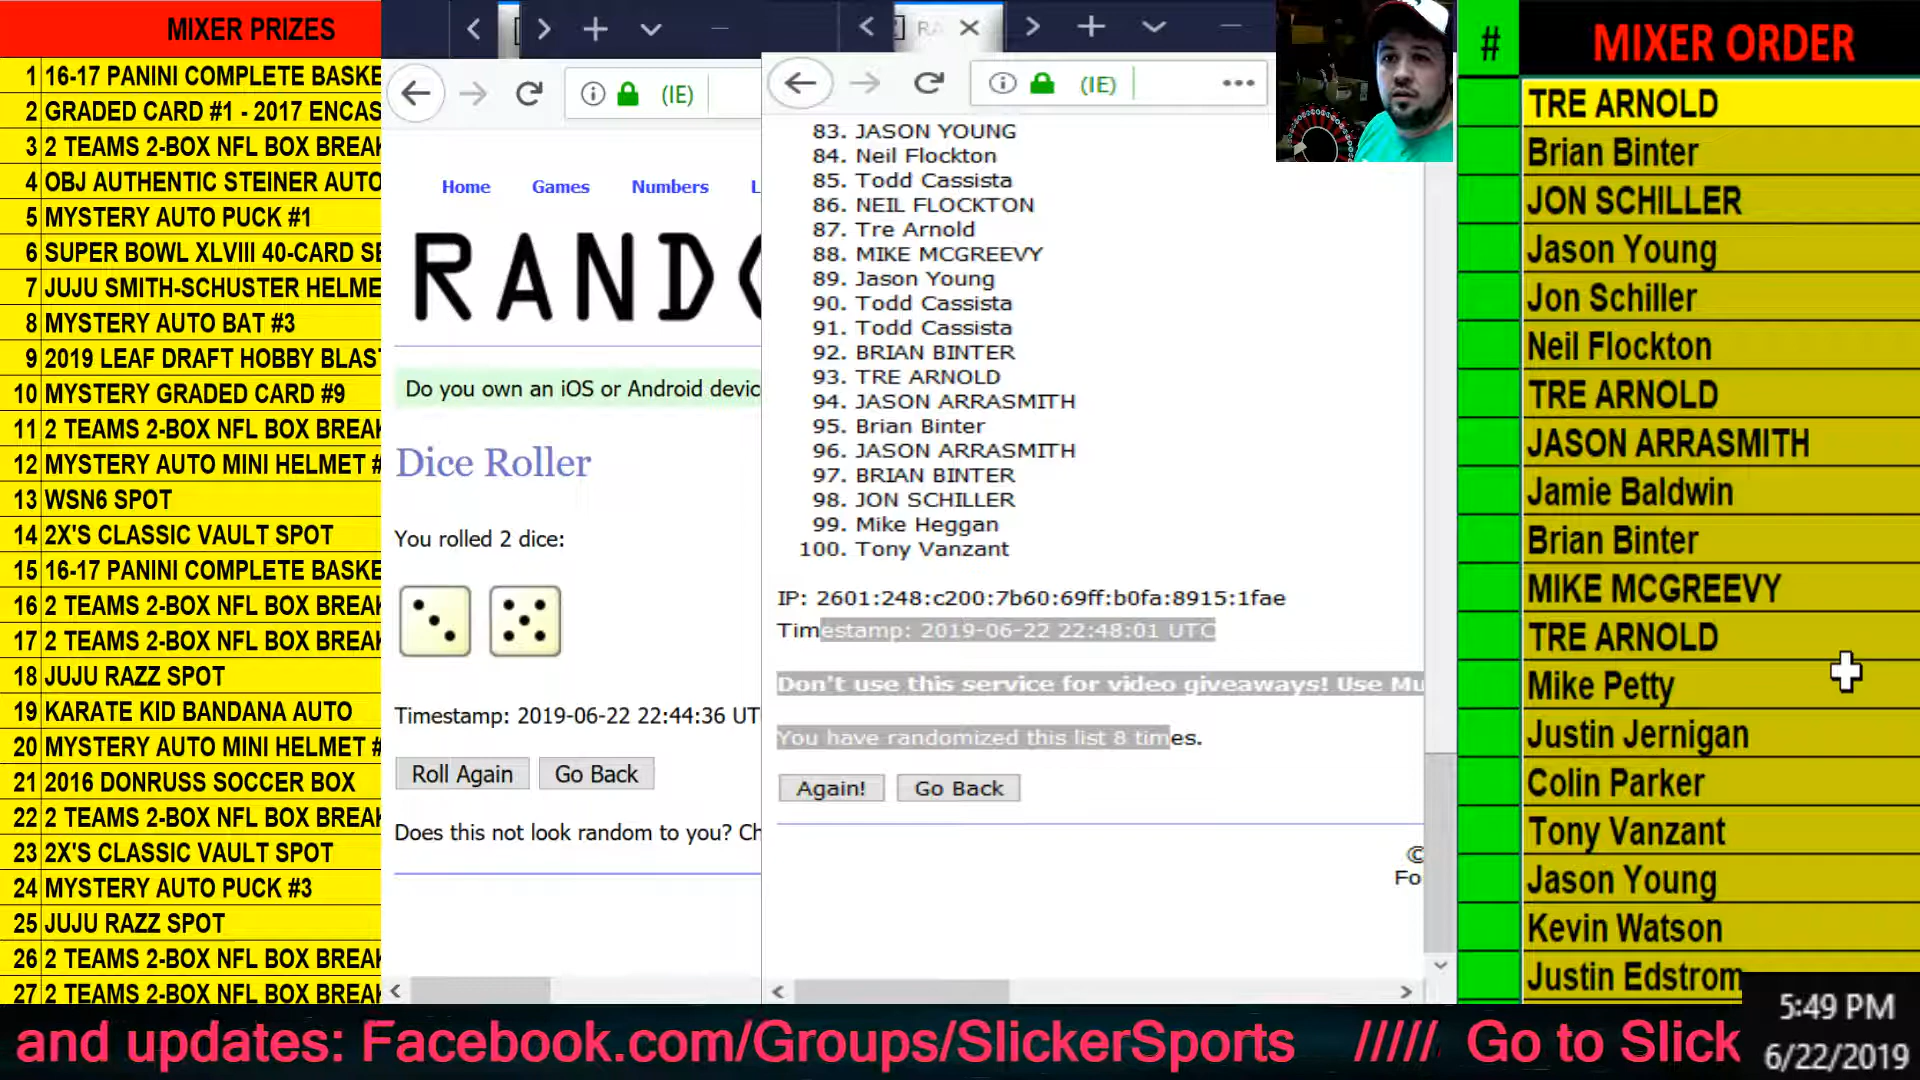 MIXER PRIZES
1 16-17 PANINI COMPLETE BASKE
2 GRADED CARD #1 - 2017 ENCAS
3 2 TEAMS 2-BOX NFL BOX BREAK
4 OBJ AUTHENTIC STEINER AUTO
5 MYSTERY AUTO PUCK #1
6 SUPER BOWL XLVIII 40-CARD SE
7 JUJU SMITH-SCHUSTER HELME
8 MYSTERY AUTO BAT #3
9 2019 LEAF DRAFT HOBBY BLAS
10 MYSTERY GRADED CARD #9
11 2 TEAMS 2-BOX NFL BOX BREAK
12 MYSTERY AUTO MINI HELMET #
13 WSN6 SPOT
14 2X'S CLASSIC VAULT SPOT
15 16-17 PANINI COMPLETE BASKE
16 2 TEAMS 2-BOX NFL BOX BREAK
17 2 TEAMS 2-BOX NFL BOX BREAK
18 JUJU RAZZ SPOT
19 KARATE KID BANDANA AUTO
20 MYSTERY AUTO MINI HELMET #
21 2016 DONRUSS SOCCER BOX
22 2 TEAMS 2-BOX NFL BOX BREAK
23 2X'S CLASSIC VAULT SPOT
24 MYSTERY AUTO PUCK #3
25 JUJU RAZZ SPOT
26 2 TEAMS 2-BOX NFL BOX BREAK
27 2 TEAMS 2-BOX NFL BOX BREAK
(IE)
Home Games Numbers L
RANDO
Do you own an iOS or Android devic
Dice Roller
You rolled 2 dice:
Timestamp: 2019-06-22 22:44:36 UT
Roll Again Go Back
Does this not look random to you? Ch
RA
(IE)
83. JASON YOUNG
84. Neil Flockton
85. Todd Cassista
86. NEIL FLOCKTON
87. Tre Arnold
88. MIKE MCGREEVY
89. Jason Young
90. Todd Cassista
91. Todd Cassista
92. BRIAN BINTER
93. TRE ARNOLD
94. JASON ARRASMITH
95. Brian Binter
96. JASON ARRASMITH
97. BRIAN BINTER
98. JON SCHILLER
99. Mike Heggan
100. Tony Vanzant
IP: 2601:248:c200:7b60:69ff:b0fa:8915:1fae
Timestamp: 2019-06-22 22:48:01 UTC
Don't use this service for video giveaways! Use Mu
You have randomized this list 8 times.
Again! Go Back
©
Fo
# MIXER ORDER
TRE ARNOLD
Brian Binter
JON SCHILLER
Jason Young
Jon Schiller
Neil Flockton
TRE ARNOLD
JASON ARRASMITH
Jamie Baldwin
Brian Binter
MIKE MCGREEVY
TRE ARNOLD
Mike Petty
Justin Jernigan
Colin Parker
Tony Vanzant
Jason Young
Kevin Watson
Justin Edstrom
and updates: Facebook.com/Groups/SlickerSports ///// Go to Slick
5:49 PM
6/22/2019